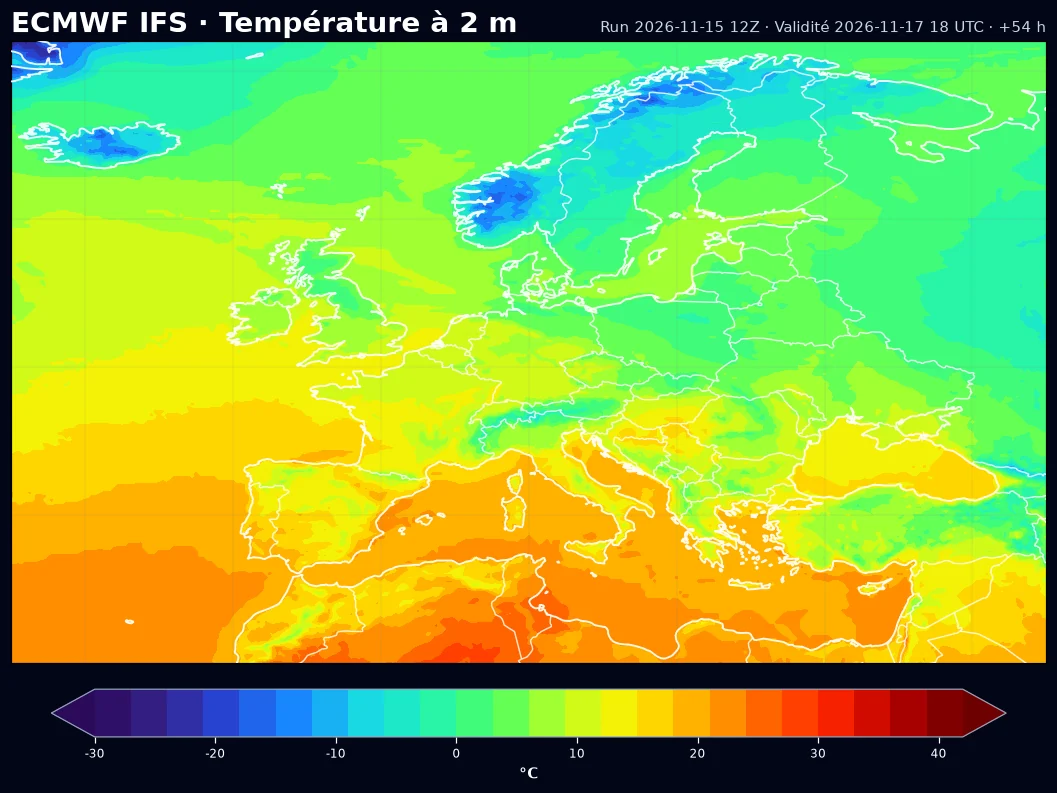 ECMWF IFS · Température à 2 m
Run 2026-11-15 12Z · Validité 2026-11-17 18 UTC · +54 h
-30 -20 -10 0 10 20 30 40
°C